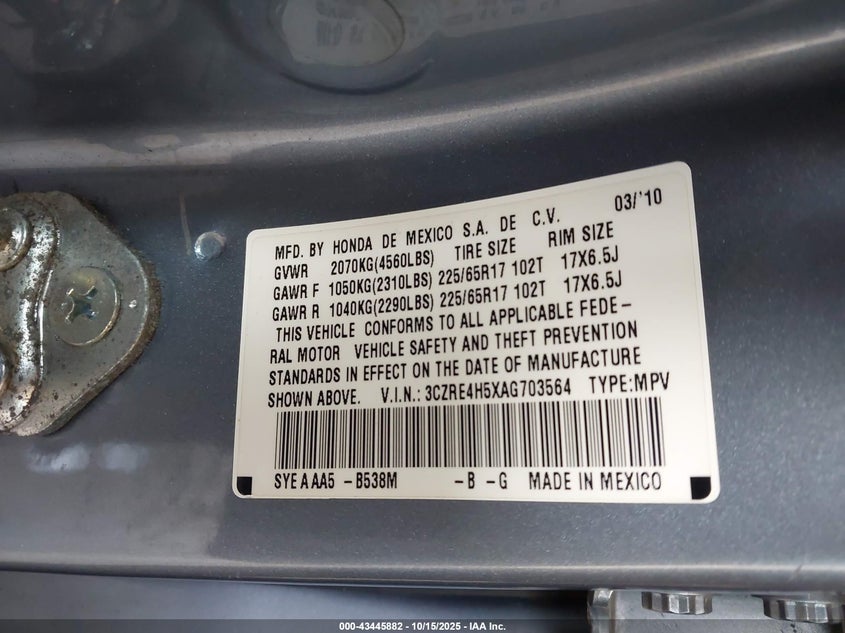 MFD. BY HONDA DE MEXICO S.A. DE C.V. 03/'10
GVWR 2070KG(4560LBS) TIRE SIZE RIM SIZE
GAWR F 1050KG(2310LBS) 225/65R17 102T 17X6.5J
GAWR R 1040KG(2290LBS) 225/65R17 102T 17X6.5J
THIS VEHICLE CONFORMS TO ALL APPLICABLE FEDE-
RAL MOTOR VEHICLE SAFETY AND THEFT PREVENTION
STANDARDS IN EFFECT ON THE DATE OF MANUFACTURE
SHOWN ABOVE. V.I.N.: 3CZRE4H5XAG703564 TYPE:MPV
SYE A AA5 -B538M -B -G MADE IN MEXICO
000-43445882 - 10/15/2025 - IAA Inc.